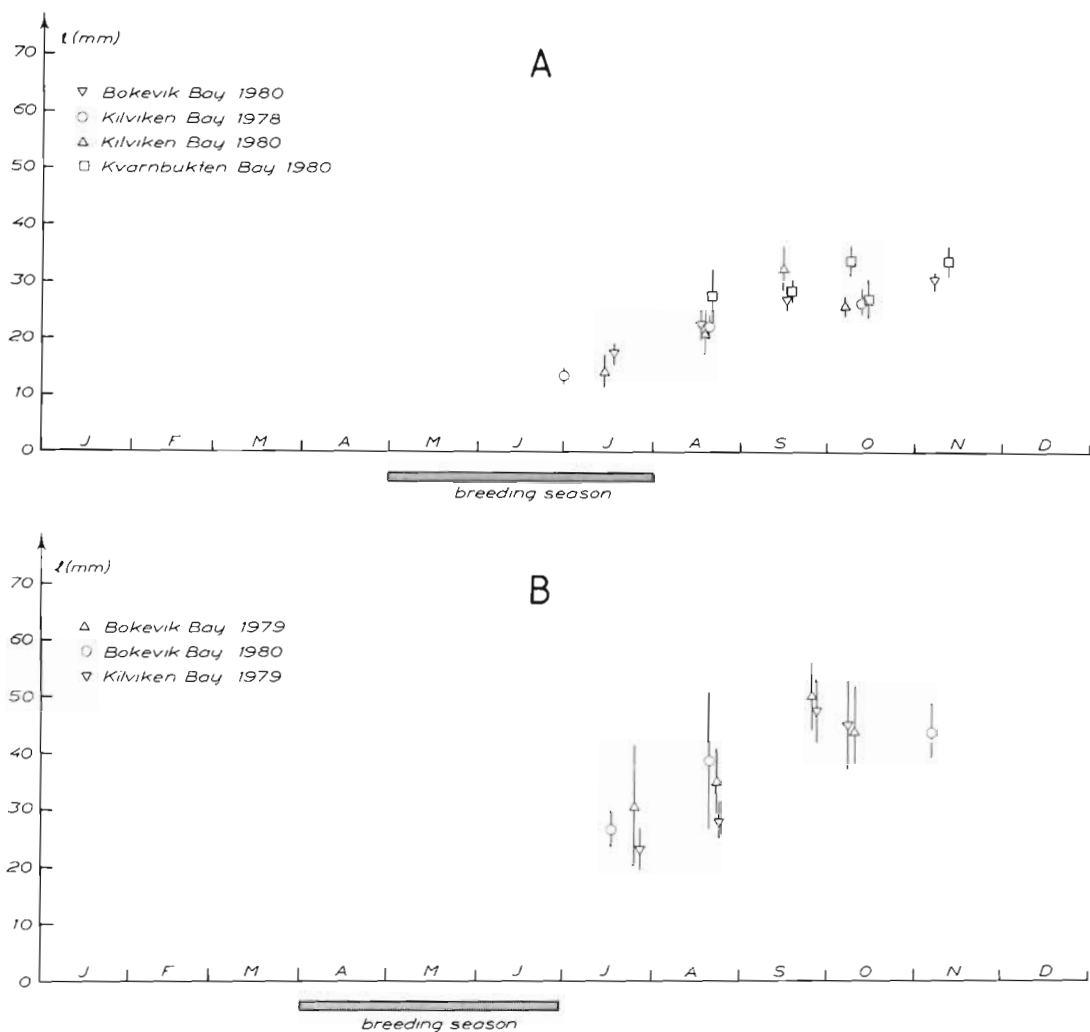 ℓ (mm)
A
70
60
50
40
30
20
10
0
▽ Bokevik Bay 1980
○ Kilviken Bay 1978
△ Kilviken Bay 1980
□ Kvarnbukten Bay 1980
J F M A M J J A S O N D
breeding season
ℓ (mm)
B
70
60
50
40
30
20
10
0
△ Bokevik Bay 1979
○ Bokevik Bay 1980
▽ Kilviken Bay 1979
J F M A M J J A S O N D
breeding season